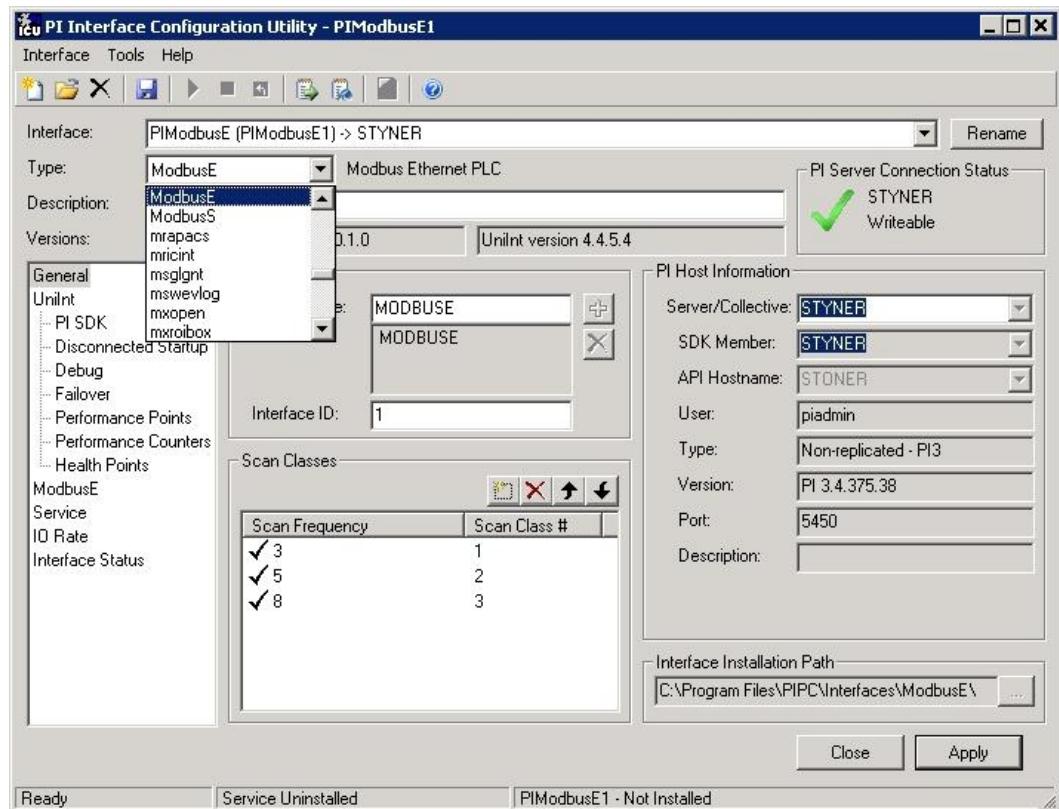 PI Interface Configuration Utility - PIModbusE1
Interface Tools Help
Interface: PIModbusE (PIModbusE1) -> STYNER Rename
Type: ModbusE Modbus Ethernet PLC
ModbusE
ModbusS
mrapacs
mricint
msglgnt
mswevlog
mxopen
mxroibox
Description:
Versions: 0.1.0 UniInt version 4.4.5.4
PI Server Connection Status
STYNER
Writeable
General
UniInt
PI SDK
Disconnected Startup
Debug
Failover
Performance Points
Performance Counters
Health Points
ModbusE
Service
IO Rate
Interface Status
MODBUSE
MODBUSE
Interface ID: 1
Scan Classes
Scan Frequency Scan Class #
3 1
5 2
8 3
PI Host Information
Server/Collective: STYNER
SDK Member: STYNER
API Hostname: STONER
User: piadmin
Type: Non-replicated - PI3
Version: PI 3.4.375.38
Port: 5450
Description:
Interface Installation Path
C:\Program Files\PIPC\Interfaces\ModbusE\ ...
Close Apply
Ready Service Uninstalled PIModbusE1 - Not Installed